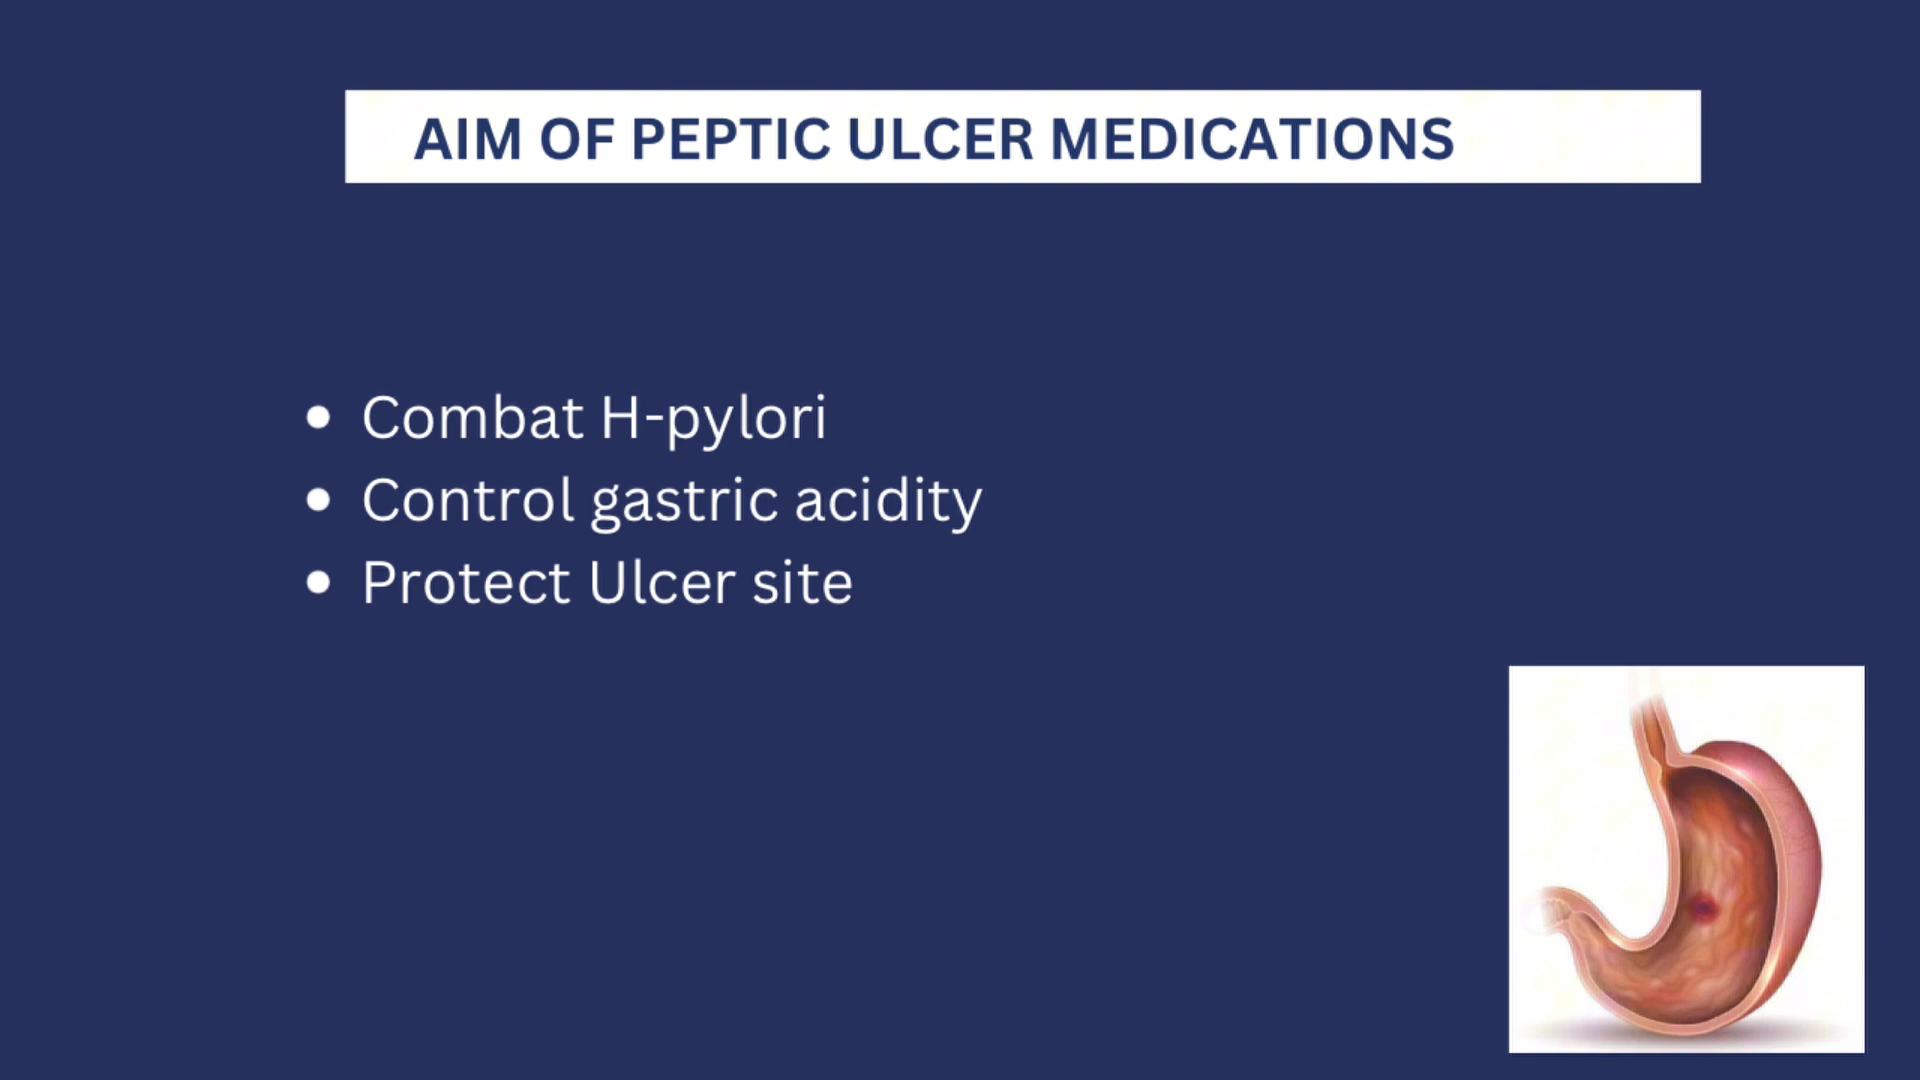 AIM OF PEPTIC ULCER MEDICATIONS
• Combat H-pylori
• Control gastric acidity
• Protect Ulcer site